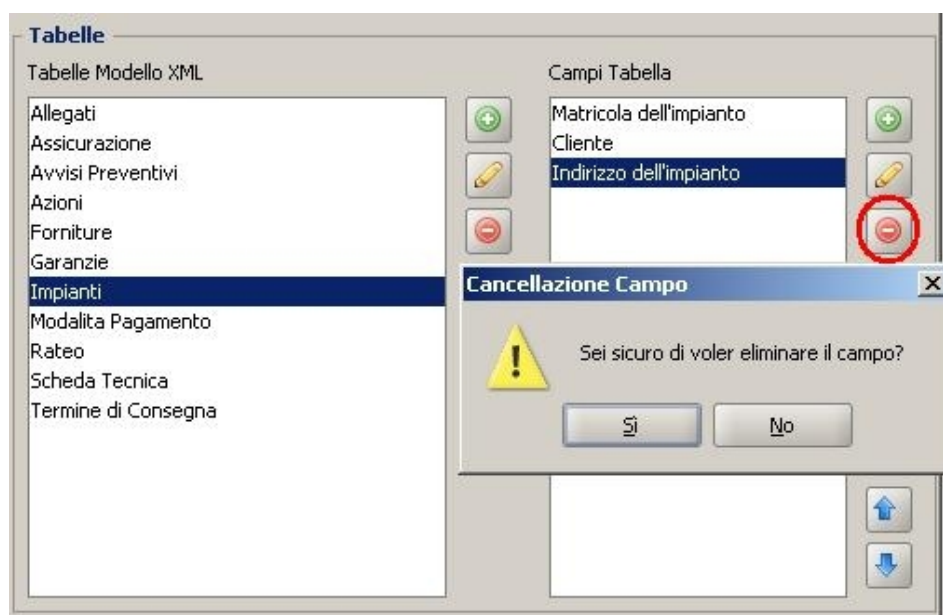 Tabelle
Tabelle Modello XML
Allegati
Assicurazione
Avvisi Preventivi
Azioni
Forniture
Garanzie
Impianti
Modalita Pagamento
Rateo
Scheda Tecnica
Termine di Consegna
Campi Tabella
Matricola dell'impianto
Cliente
Indirizzo dell'impianto
Cancellazione Campo
Sei sicuro di voler eliminare il campo?
Sì
No